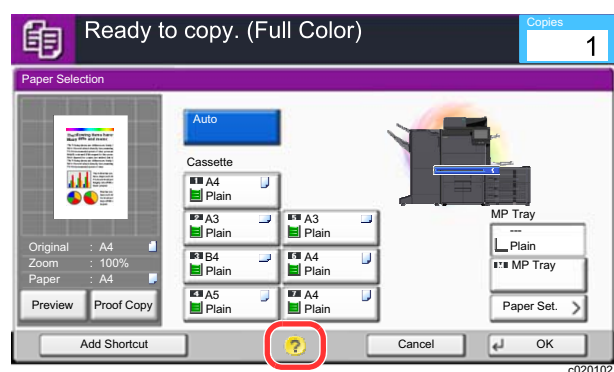 Ready to copy. (Full Color)
Copies
1
Paper Selection
Auto
Cassette
1 A4
Plain
2 A3
Plain
5 A3
Plain
3 B4
Plain
6 A4
Plain
4 A5
Plain
7 A4
Plain
MP Tray
---
Plain
MP Tray
Paper Set.
Original : A4
Zoom : 100%
Paper : A4
Preview
Proof Copy
Add Shortcut
?
Cancel
OK
c020102